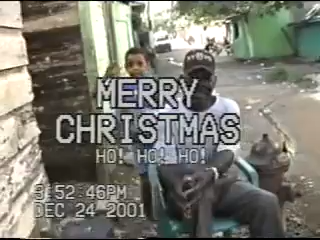 MERRY
CHRISTMAS
HO! HO! HO!
3:52:46PM
DEC 24 2001